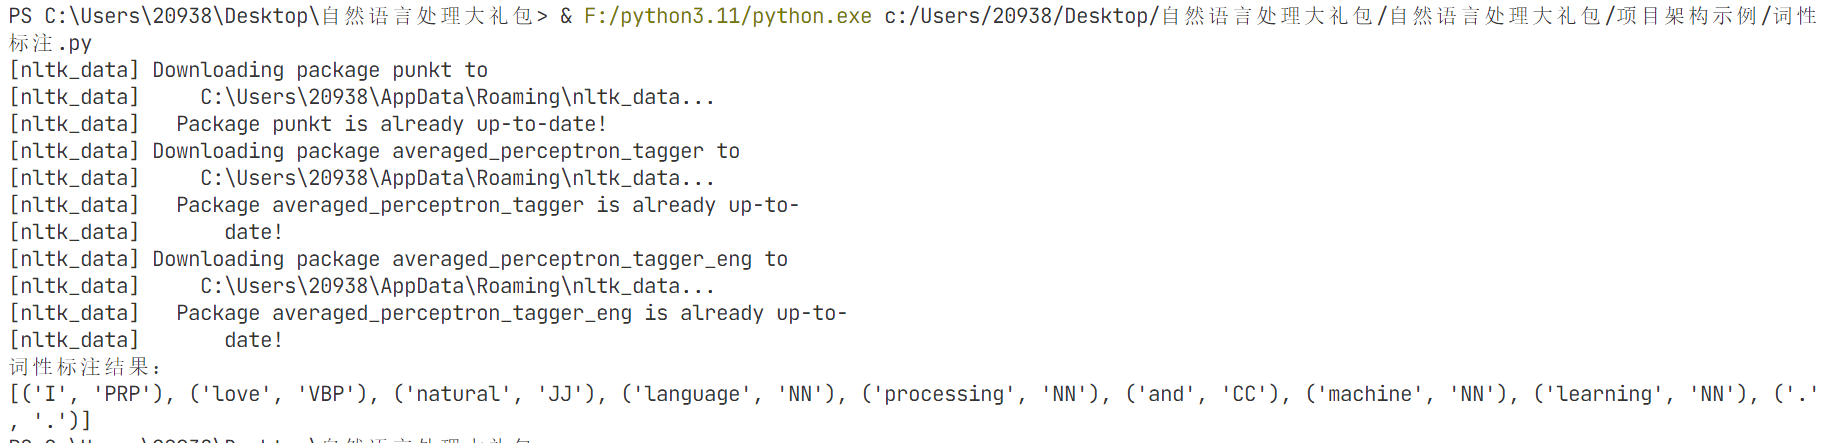 PS C:\Users\20938\Desktop\自然语言处理大礼包> & F:/python3.11/python.exe c:/Users/20938/Desktop/自然语言处理大礼包/自然语言处理大礼包/项目架构示例/词性
标注.py
[nltk_data] Downloading package punkt to
[nltk_data]     C:\Users\20938\AppData\Roaming\nltk_data...
[nltk_data]   Package punkt is already up-to-date!
[nltk_data] Downloading package averaged_perceptron_tagger to
[nltk_data]     C:\Users\20938\AppData\Roaming\nltk_data...
[nltk_data]   Package averaged_perceptron_tagger is already up-to-
[nltk_data]       date!
[nltk_data] Downloading package averaged_perceptron_tagger_eng to
[nltk_data]     C:\Users\20938\AppData\Roaming\nltk_data...
[nltk_data]   Package averaged_perceptron_tagger_eng is already up-to-
[nltk_data]       date!
词性标注结果：
[('I', 'PRP'), ('love', 'VBP'), ('natural', 'JJ'), ('language', 'NN'), ('processing', 'NN'), ('and', 'CC'), ('machine', 'NN'), ('learning', 'NN'), ('.'
, '.')]